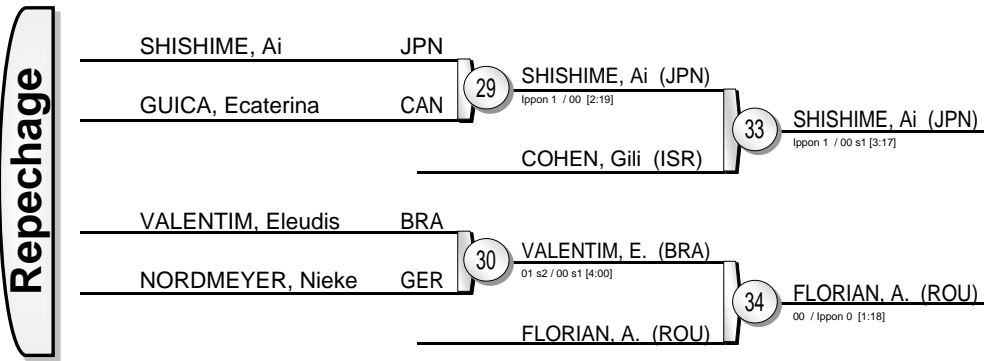 Repechage
SHISHIME, Ai JPN
GUICA, Ecaterina CAN
29
SHISHIME, Ai (JPN)
Ippon 1 / 00 [2:19]
COHEN, Gili (ISR)
33
SHISHIME, Ai (JPN)
Ippon 1 / 00 s1 [3:17]
VALENTIM, Eleudis BRA
NORDMEYER, Nieke GER
30
VALENTIM, E. (BRA)
01 s2 / 00 s1 [4:00]
FLORIAN, A. (ROU)
34
FLORIAN, A. (ROU)
00 / Ippon 0 [1:18]